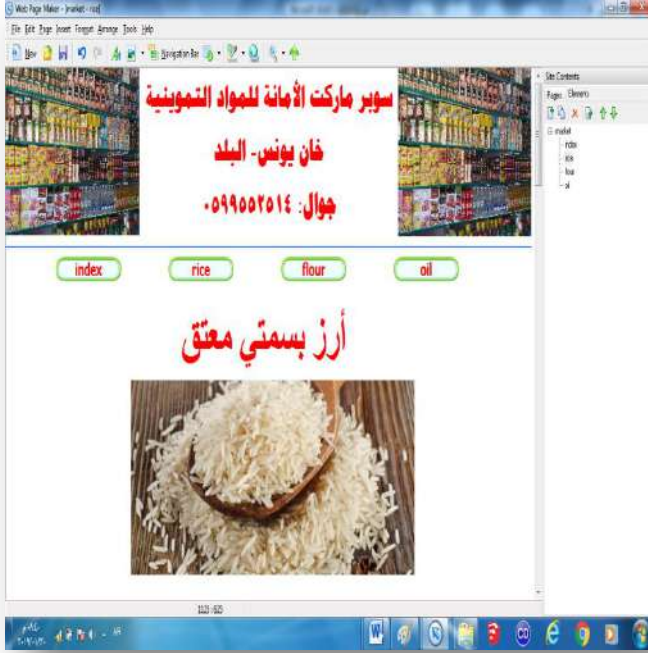 Web Page Maker - [market - rice]
File Edit Page Insert Format Arrange Tools Help
New Navigation Bar
Site Contents
Pages Elements
market
index
rice
flour
oil
سوبر ماركت الأمانة للمواد التموينية
خان يونس- البلد
جوال: ٠٥٩٩٥٥٢٥١٤
index rice flour oil
أرز بسمتي معتق